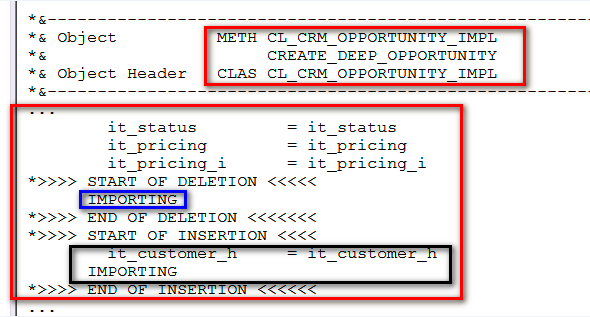 *&---------------------------------------------------------
*& Object          METH CL_CRM_OPPORTUNITY_IMPL
*&                      CREATE_DEEP_OPPORTUNITY
*& Object Header   CLAS CL_CRM_OPPORTUNITY_IMPL
*&---------------------------------------------------------
...
        it_status         = it_status
        it_pricing        = it_pricing
        it_pricing_i      = it_pricing_i
*>>>> START OF DELETION <<<<<
      IMPORTING
*>>>> END OF DELETION <<<<<<<
*>>>> START OF INSERTION <<<<
        it_customer_h     = it_customer_h
      IMPORTING
*>>>> END OF INSERTION <<<<<<
...